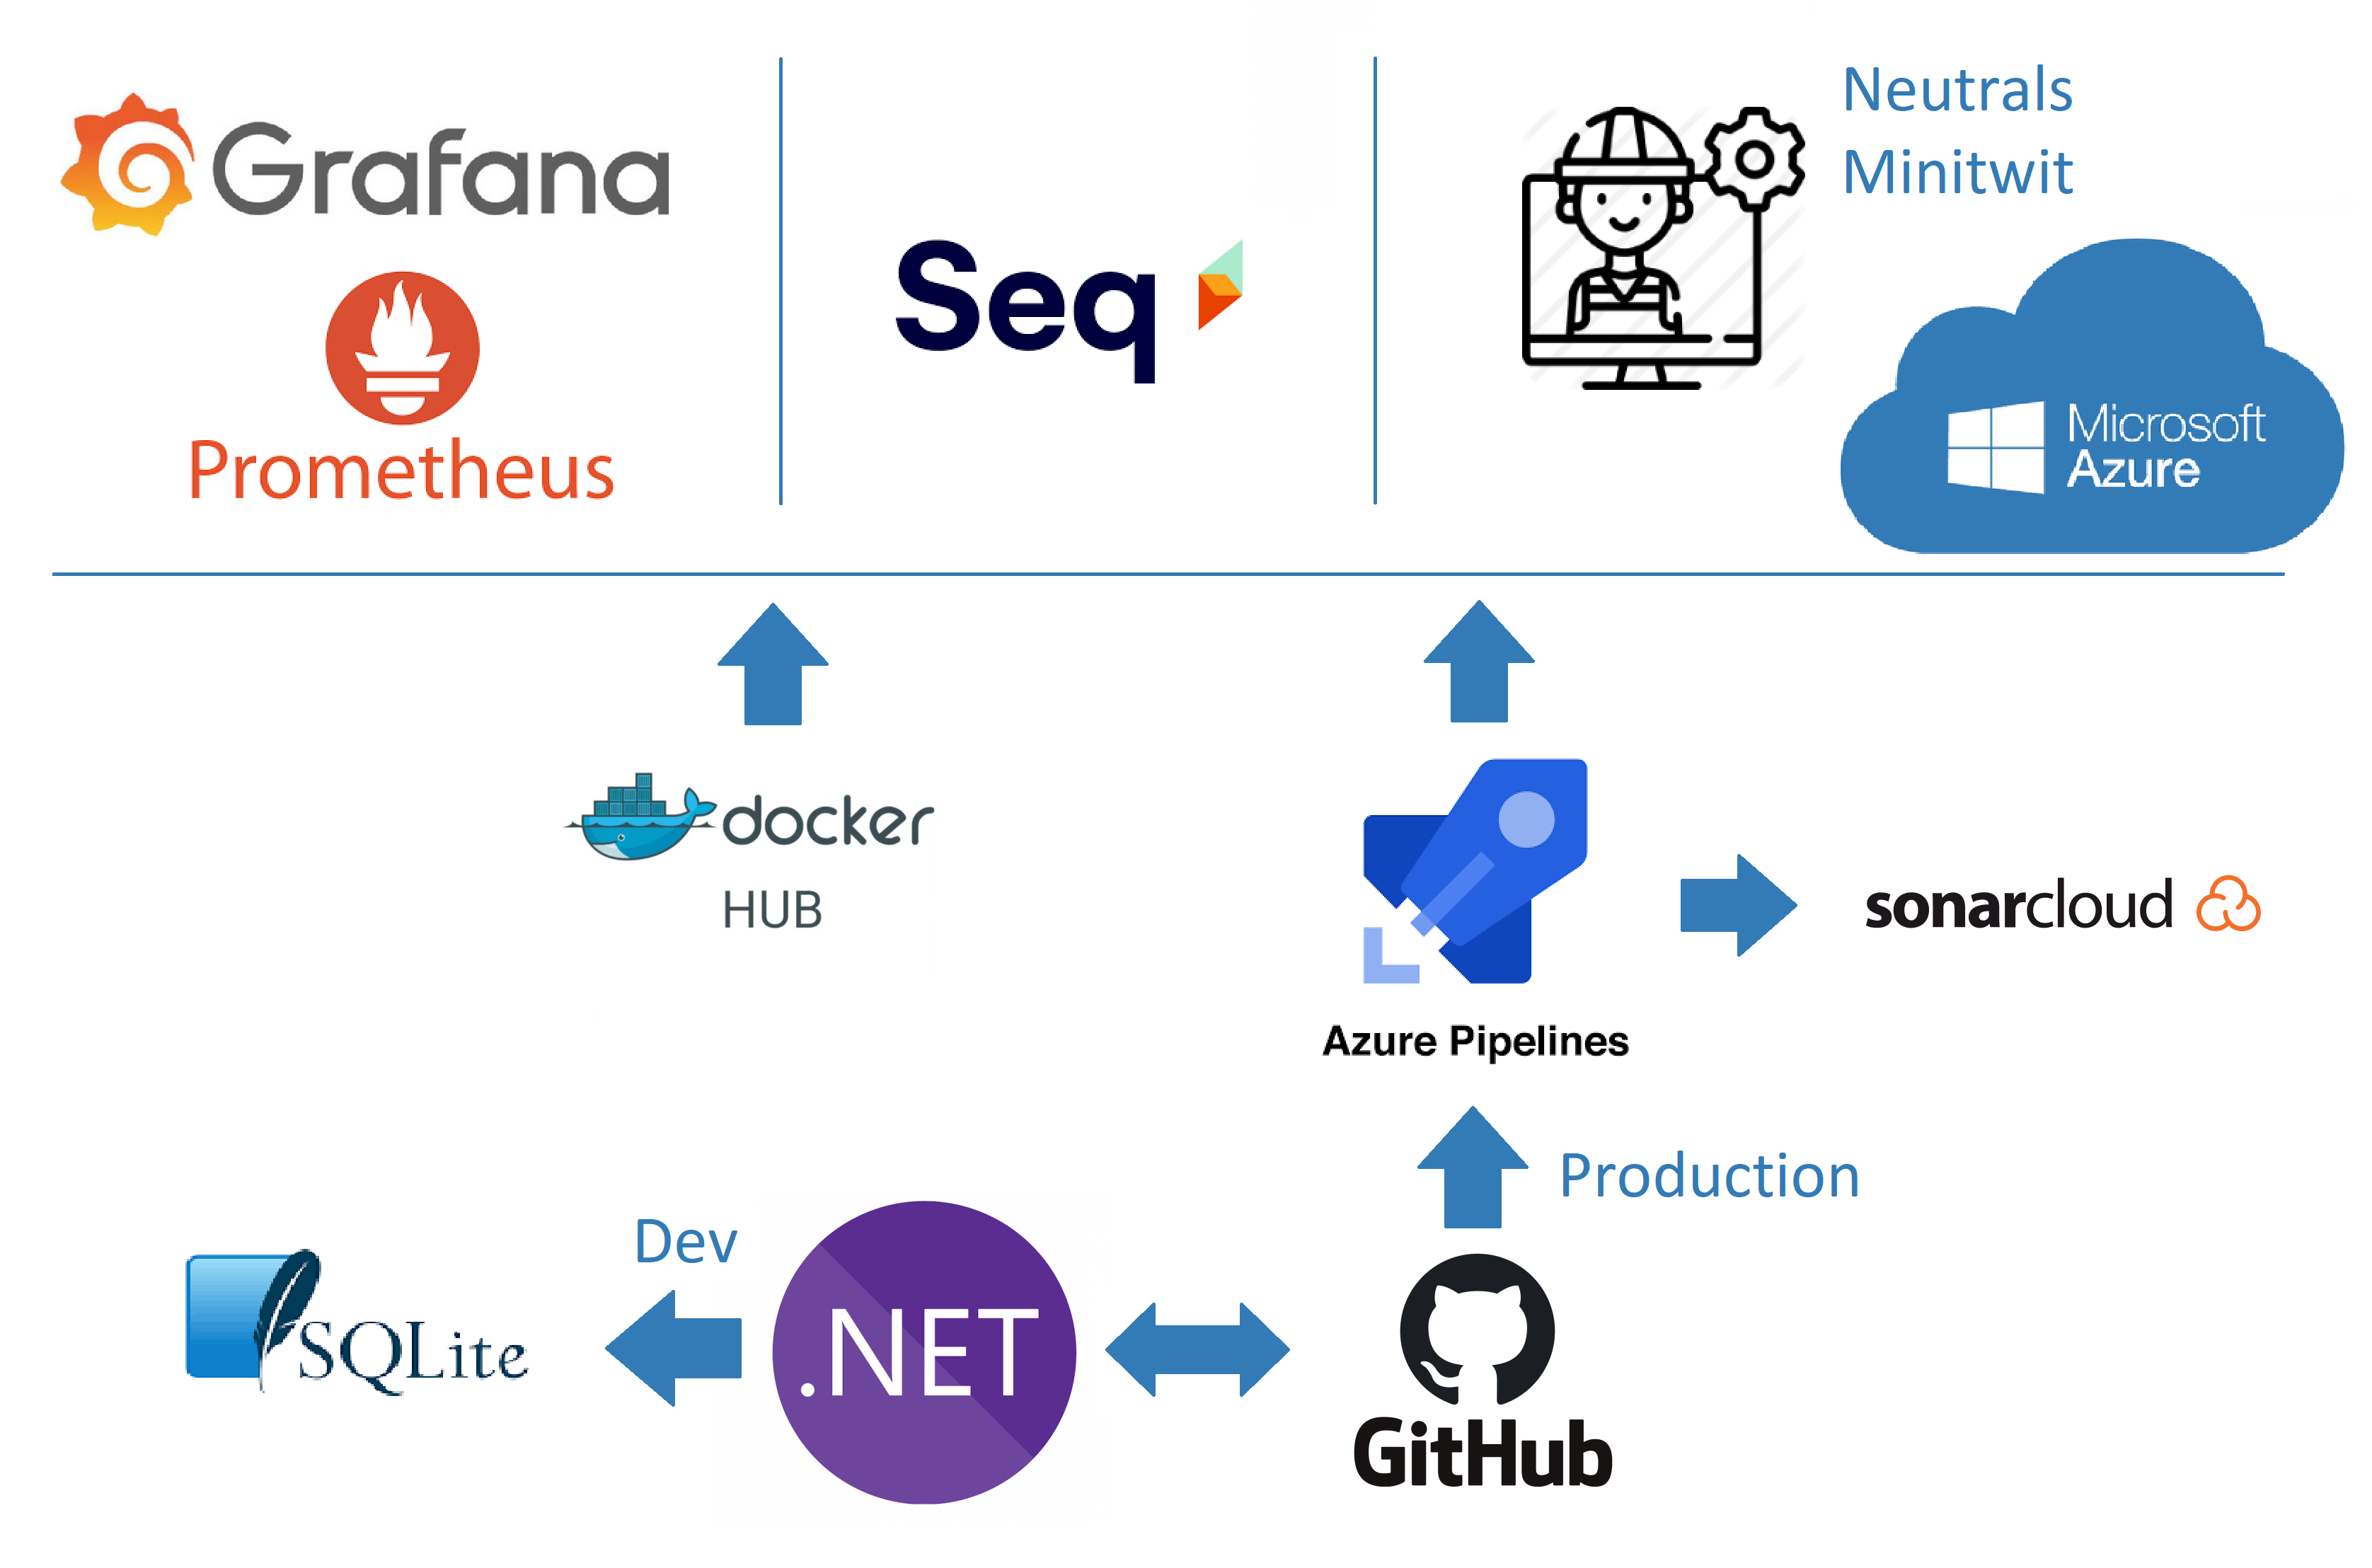 Grafana
Prometheus
Seq
Neutrals
Minitwit
Microsoft
Azure
docker
HUB
Azure Pipelines
sonarcloud
Production
Dev
SQLite
.NET
GitHub